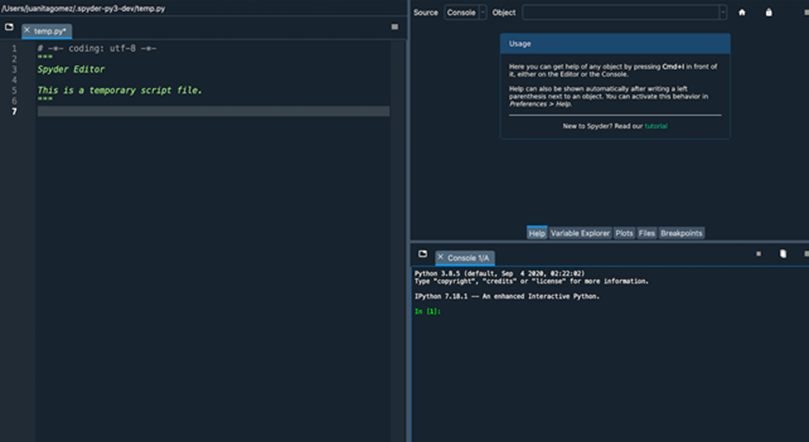 /Users/juanitagomez/.spyder-py3-dev/temp.py
temp.py*
1 # -*- coding: utf-8 -*-
2 """
3 Spyder Editor
4
5 This is a temporary script file.
6 """
7
Source Console Object
Usage
Here you can get help of any object by pressing Cmd+I in front
of it, either on the Editor or the Console.
Help can also be shown automatically after writing a left
parenthesis next to an object. You can activate this behavior in
Preferences > Help.
New to Spyder? Read our tutorial
Help Variable Explorer Plots Files Breakpoints
Console 1/A
Python 3.8.5 (default, Sep 4 2020, 02:22:02)
Type "copyright", "credits" or "license" for more information.
IPython 7.18.1 -- An enhanced Interactive Python.
In [1]: